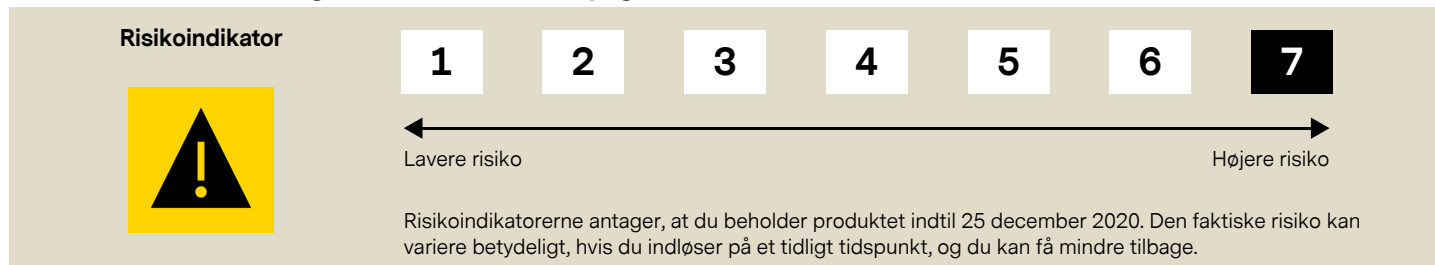 Risikoindikator
1 2 3 4 5 6 7
Lavere risiko
Højere risiko
Risikoindikatorerne antager, at du beholder produktet indtil 25 december 2020. Den faktiske risiko kan
variere betydeligt, hvis du indløser på et tidligt tidspunkt, og du kan få mindre tilbage.